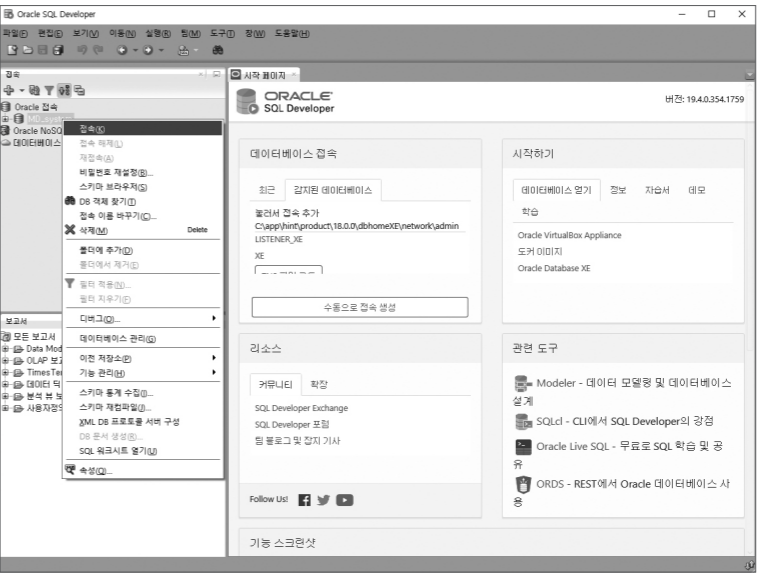 Oracle SQL Developer
파일(F) 편집(E) 보기(V) 이동(N) 실행(R) 팀(M) 도구(T) 창(W) 도움말(H)
접속
Oracle 접속
MD_system
Oracle NoSQ
데이터베이스
접속(K)
접속 해제(L)
재접속(A)
비밀번호 재설정(B)...
스키마 브라우저(S)
DB 객체 찾기(I)
접속 이름 바꾸기(C)...
삭제(M) Delete
폴더에 추가(D)
폴더에서 제거(E)
필터 적용(N)...
필터 지우기(F)
디버그(O)...
데이터베이스 관리(G)
이전 저장소(P)
기능 관리(H)
스키마 통계 수집(I)...
스키마 재컴파일(J)...
XML DB 프로토콜 서버 구성
DB 문서 생성(R)...
SQL 워크시트 열기(U)
속성(Q)...
보고서
모든 보고서
Data Mod
OLAP 보고
TimesTe
데이터 딕
분석 뷰 보
사용자정
시작 페이지
ORACLE
SQL Developer
버전: 19.4.0.354.1759
데이터베이스 접속
최근 감지된 데이터베이스
놓건서 접속 추가
C:\app\hint\product\18.0.0\dbhomeXE\network\admin
LISTENER_XE
XE
수동으로 접속 생성
시작하기
데이터베이스 열기 정보 자습서 데모
학습
Oracle VirtualBox Appliance
도커 이미지
Oracle Database XE
리소스
커뮤니티 확장
SQL Developer Exchange
SQL Developer 포럼
팀 블로그 및 잡지 기사
Follow Us!
관련 도구
Modeler - 데이터 모델링 및 데이터베이스
설계
SQLcl - CLI에서 SQL Developer의 강점
Oracle Live SQL - 무료로 SQL 학습 및 공
유
ORDS - REST에서 Oracle 데이터베이스 사
용
기능 스크린샷